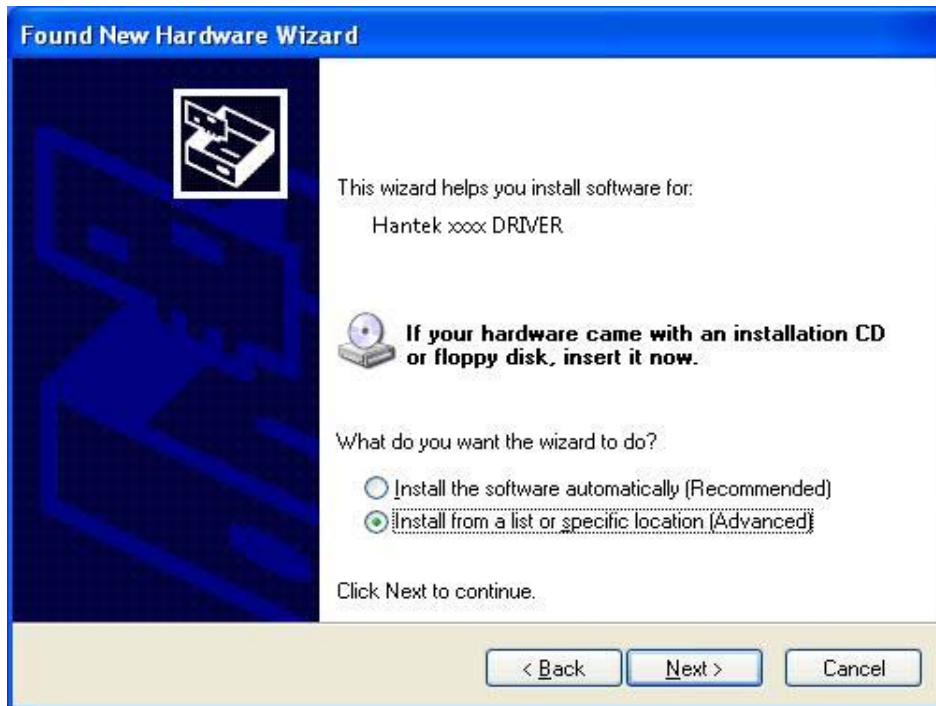 Found New Hardware Wizard
This wizard helps you install software for:
Hantek xxxx DRIVER
If your hardware came with an installation CD
or floppy disk, insert it now.
What do you want the wizard to do?
Install the software automatically (Recommended)
Install from a list or specific location (Advanced)
Click Next to continue.
< Back
Next >
Cancel